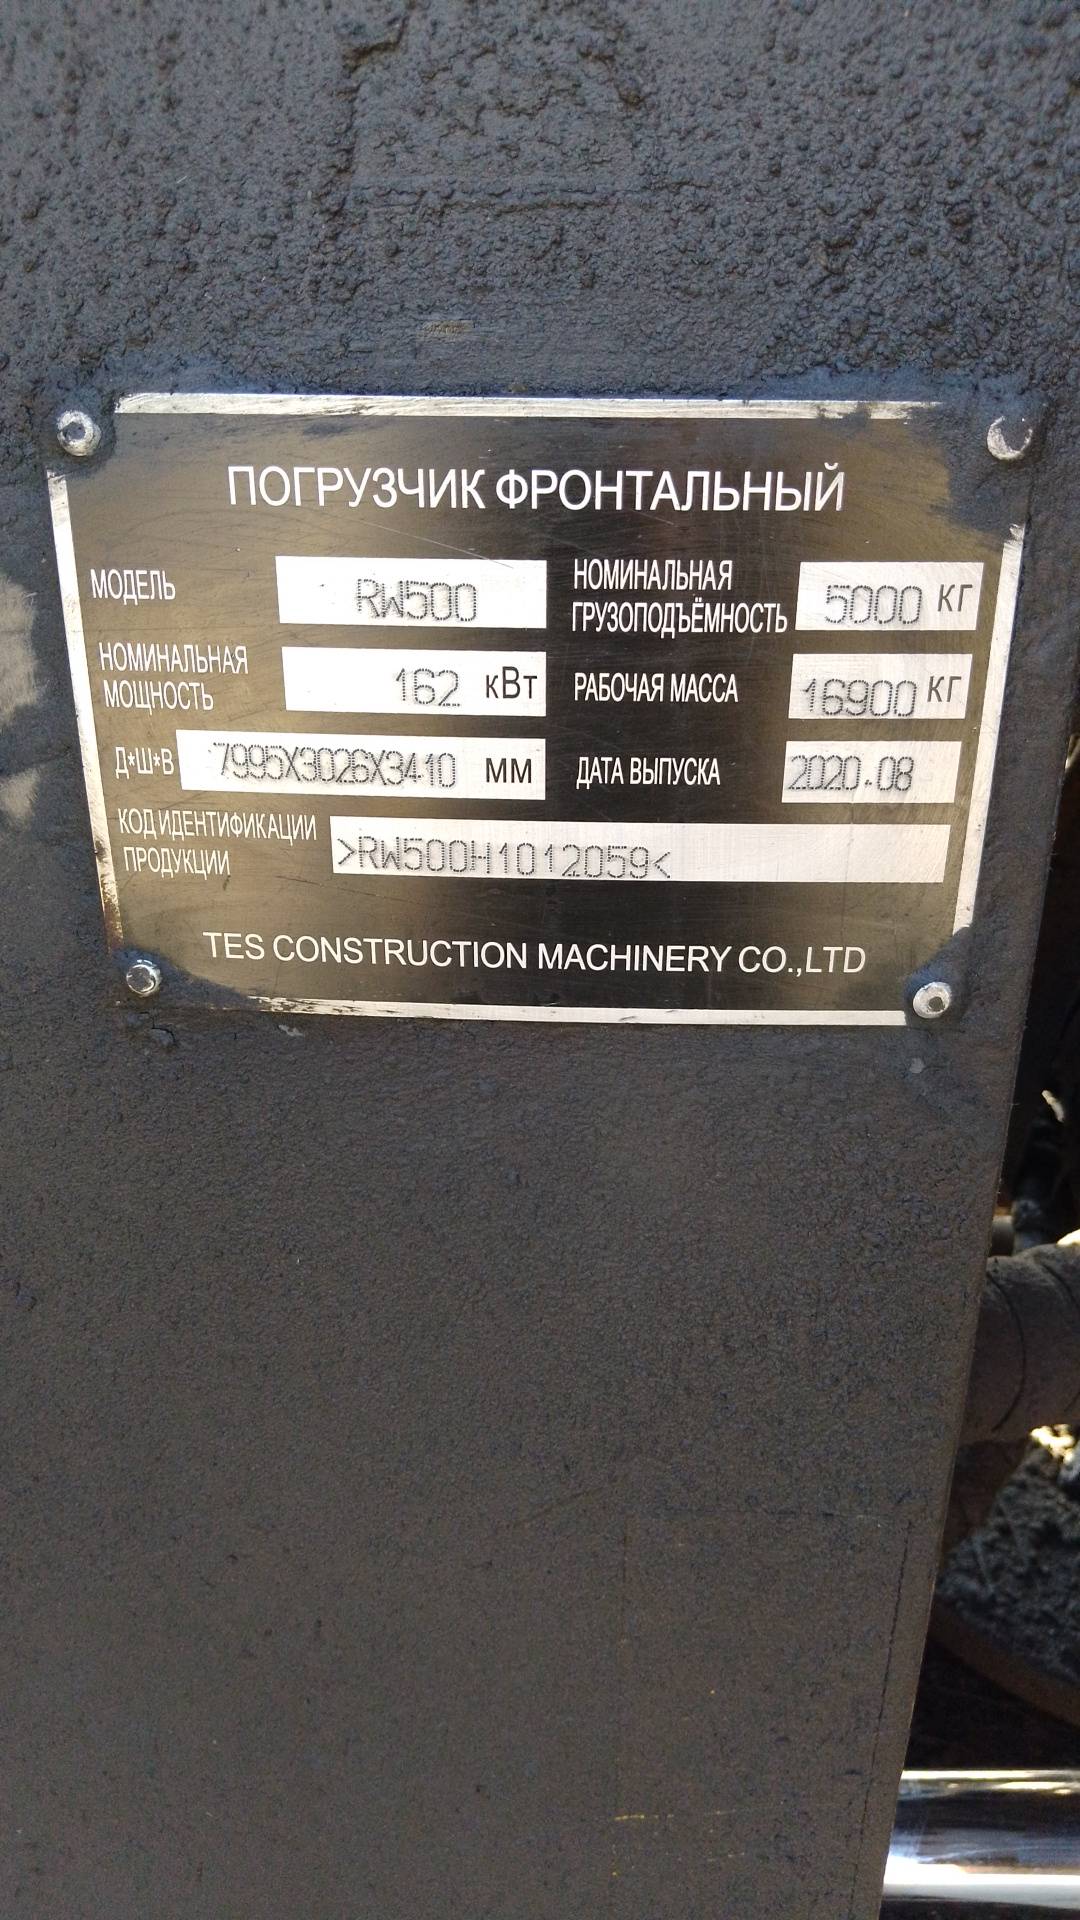 ПОГРУЗЧИК ФРОНТАЛЬНЫЙ
МОДЕЛЬ RW500 НОМИНАЛЬНАЯ ГРУЗОПОДЪЁМНОСТЬ 5000 КГ
НОМИНАЛЬНАЯ МОЩНОСТЬ 162 кВт РАБОЧАЯ МАССА 16900 КГ
Д*Ш*В 7995X3026X3410 ММ ДАТА ВЫПУСКА 2020.08
КОД ИДЕНТИФИКАЦИИ ПРОДУКЦИИ >RW500H1012059<
TES CONSTRUCTION MACHINERY CO.,LTD